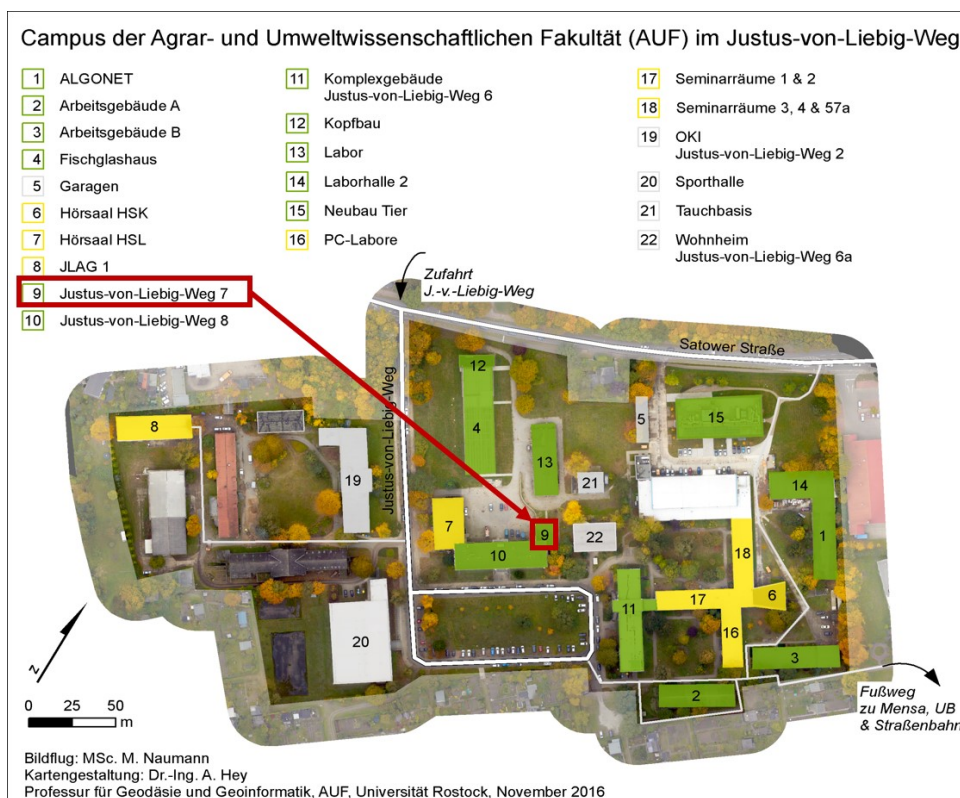 Campus der Agrar- und Umweltwissenschaftlichen Fakultät (AUF) im Justus-von-Liebig-Weg
1 ALGONET
2 Arbeitsgebäude A
3 Arbeitsgebäude B
4 Fischglashaus
5 Garagen
6 Hörsaal HSK
7 Hörsaal HSL
8 JLAG 1
9 Justus-von-Liebig-Weg 7
10 Justus-von-Liebig-Weg 8
11 Komplexgebäude
Justus-von-Liebig-Weg 6
12 Kopfbau
13 Labor
14 Laborhalle 2
15 Neubau Tier
16 PC-Labore
17 Seminarräume 1 & 2
18 Seminarräume 3, 4 & 57a
19 OKI
Justus-von-Liebig-Weg 2
20 Sporthalle
21 Tauchbasis
22 Wohnheim
Justus-von-Liebig-Weg 6a
Zufahrt
J.-v.-Liebig-Weg
Satower Straße
Justus-von-Liebig-Weg
12
5
15
8
4
13
19
21
14
7
9
22
1
10
18
11
17
6
20
16
3
2
N
0 25 50
m
Fußweg
zu Mensa, UB
& Straßenbahn
Bildflug: MSc. M. Naumann
Kartengestaltung: Dr.-Ing. A. Hey
Professur für Geodäsie und Geoinformatik, AUF, Universität Rostock, November 2016